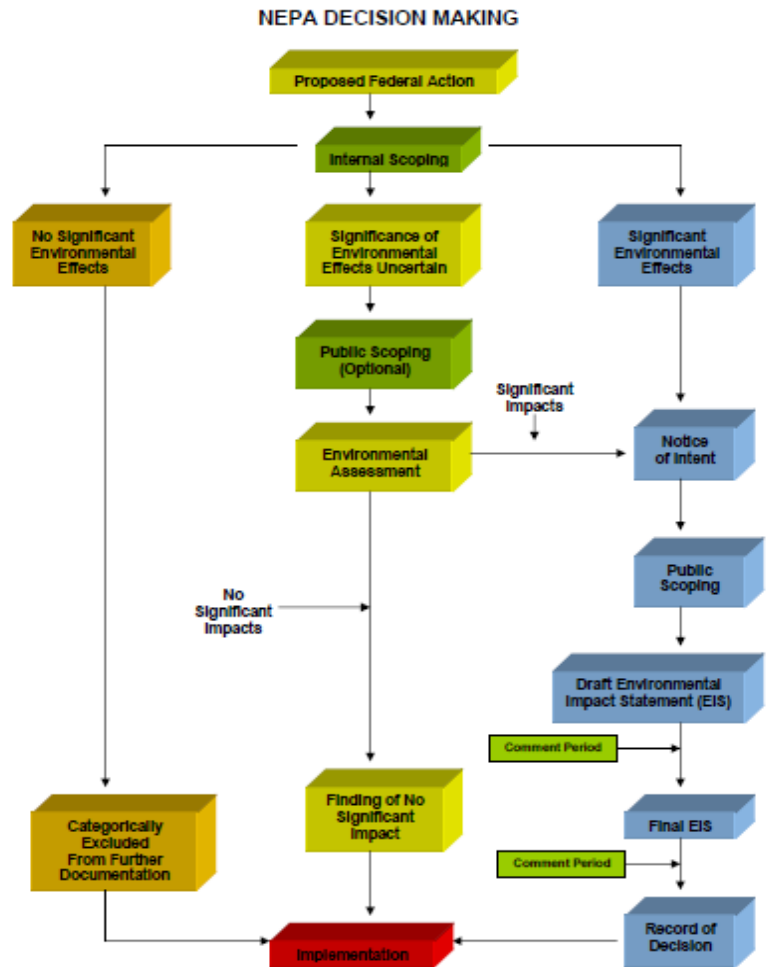 NEPA DECISION MAKING
Proposed Federal Action
Internal Scoping
No Significant
Environmental
Effects
Significance of
Environmental
Effects Uncertain
Significant
Environmental
Effects
Public Scoping
(Optional)
Significant
Impacts
Environmental
Assessment
Notice
of Intent
Public
Scoping
No
Significant
Impacts
Draft Environmental
Impact Statement (EIS)
Comment Period
Finding of No
Significant
Impact
Categorically
Excluded
From Further
Documentation
Final EIS
Comment Period
Record of
Decision
Implementation